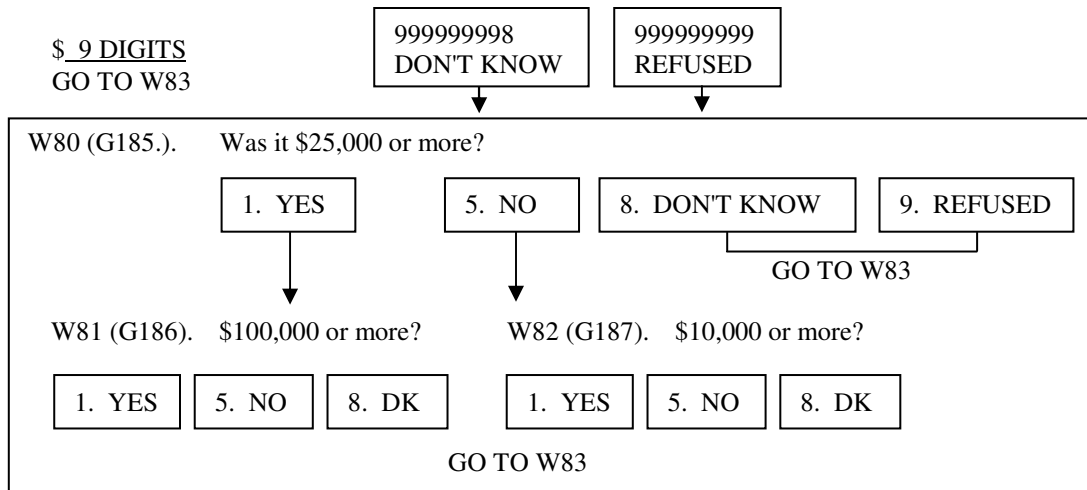 $ 9 DIGITS
GO TO W83
999999998
DON'T KNOW
999999999
REFUSED
W80 (G185.). Was it $25,000 or more?
1. YES
5. NO
8. DON'T KNOW
9. REFUSED
GO TO W83
W81 (G186). $100,000 or more?
W82 (G187). $10,000 or more?
1. YES
5. NO
8. DK
1. YES
5. NO
8. DK
GO TO W83